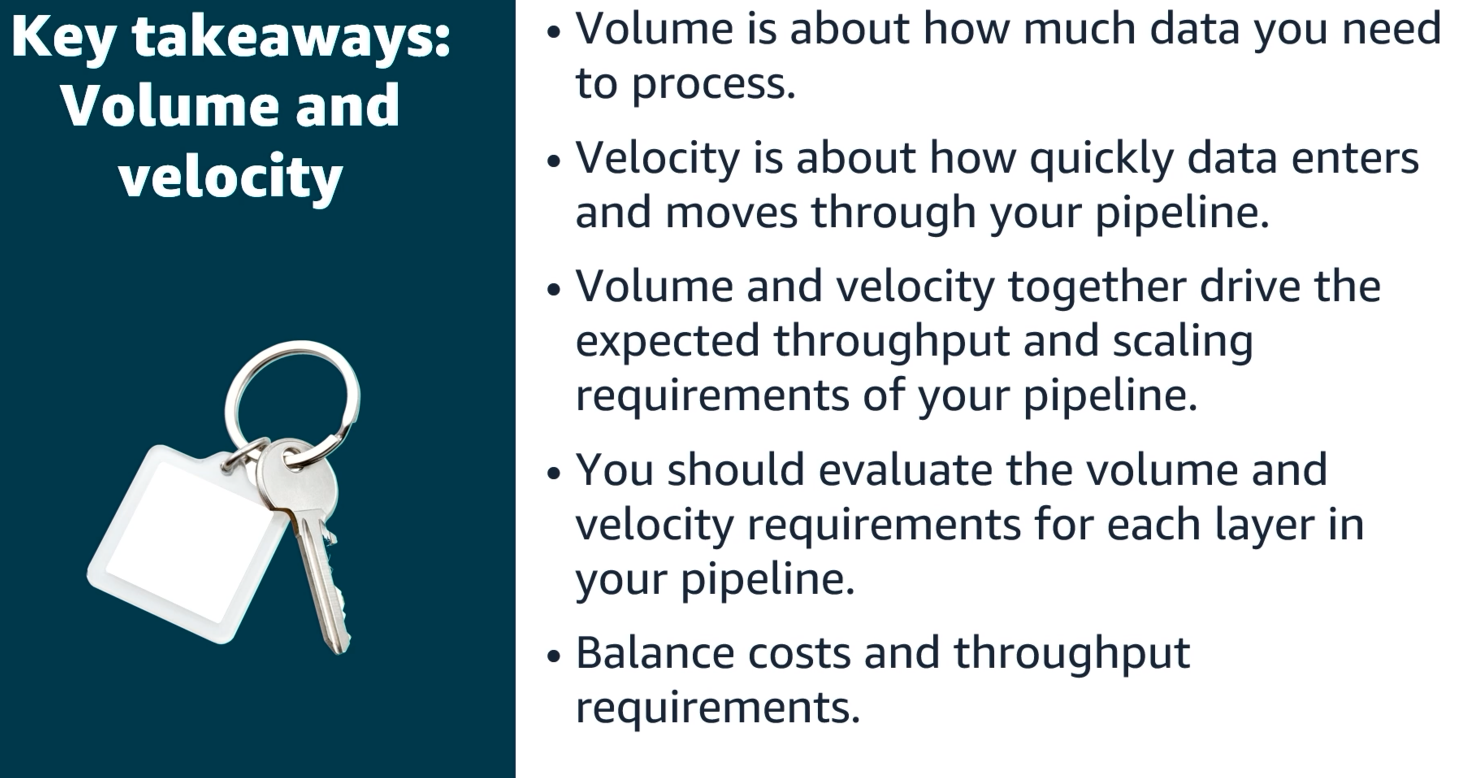 Key takeaways:
Volume and
velocity
• Volume is about how much data you need
to process.
• Velocity is about how quickly data enters
and moves through your pipeline.
• Volume and velocity together drive the
expected throughput and scaling
requirements of your pipeline.
• You should evaluate the volume and
velocity requirements for each layer in
your pipeline.
• Balance costs and throughput
requirements.